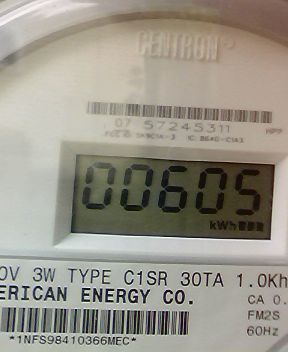 CENTRON®
07 57245311
HPP
00605
kWh
0V 3W TYPE C1SR 30TA 1.0Kh
ERICAN ENERGY CO.
CA 0.
FM2S
60Hz
*1NFS98410366MEC*